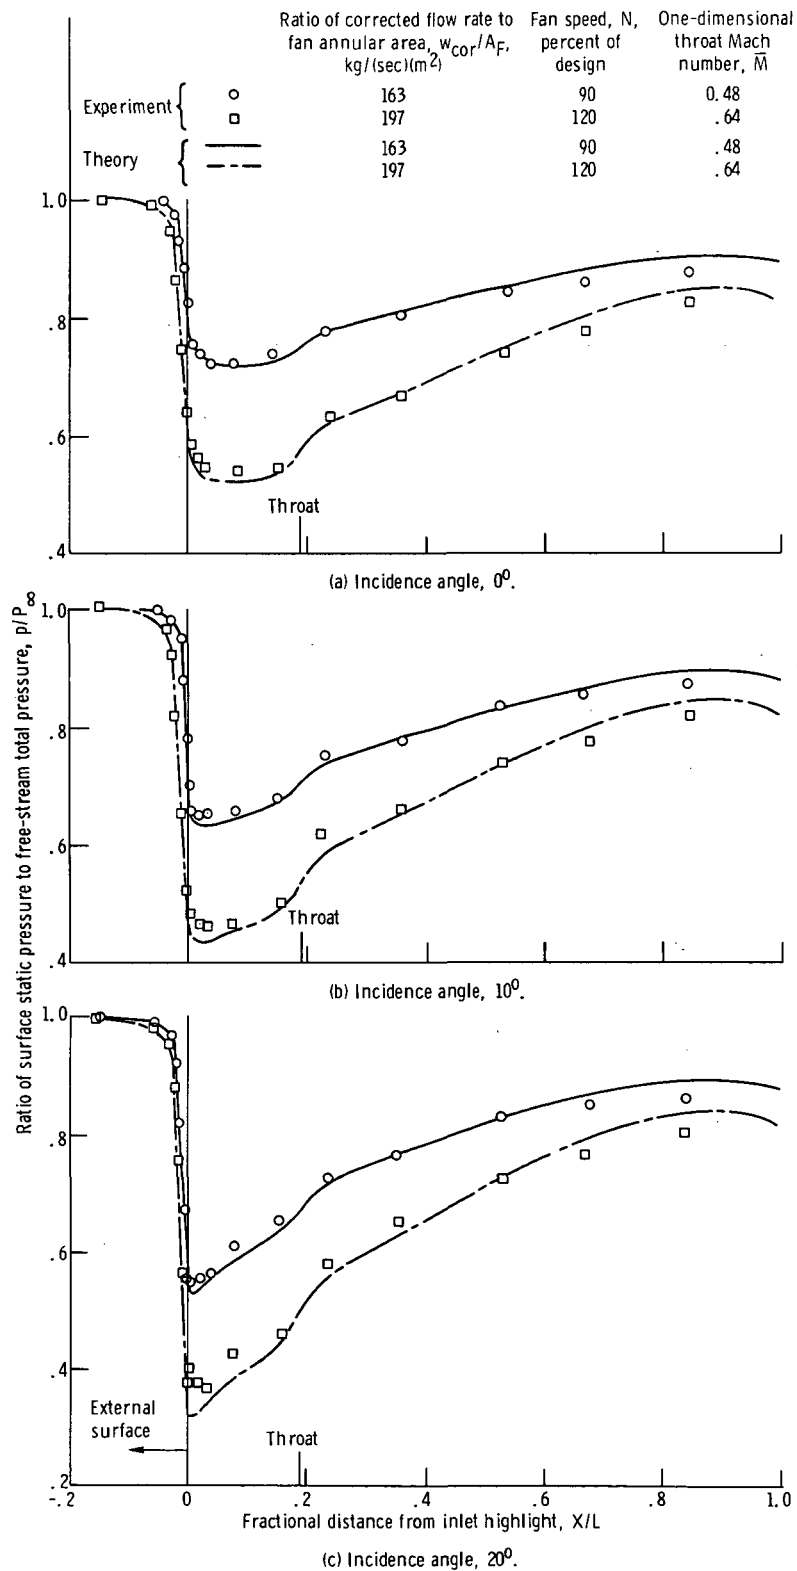 Ratio of corrected flow rate to fan annular area, w_cor/A_F, kg/(sec)(m²)
Fan speed, N, percent of design
One-dimensional throat Mach number, M̅
Experiment { ○ 163 90 0.48
□ 197 120 .64
Theory { 163 90 .48
197 120 .64
1.0
.8
.6
.4
Throat
(a) Incidence angle, 0⁰.
Ratio of surface static pressure to free-stream total pressure, p/P∞
1.0
.8
.6
.4
Throat
(b) Incidence angle, 10⁰.
1.0
.8
.6
.4
.2
External
surface
Throat
-.2 0 .2 .4 .6 .8 1.0
Fractional distance from inlet highlight, X/L
(c) Incidence angle, 20⁰.